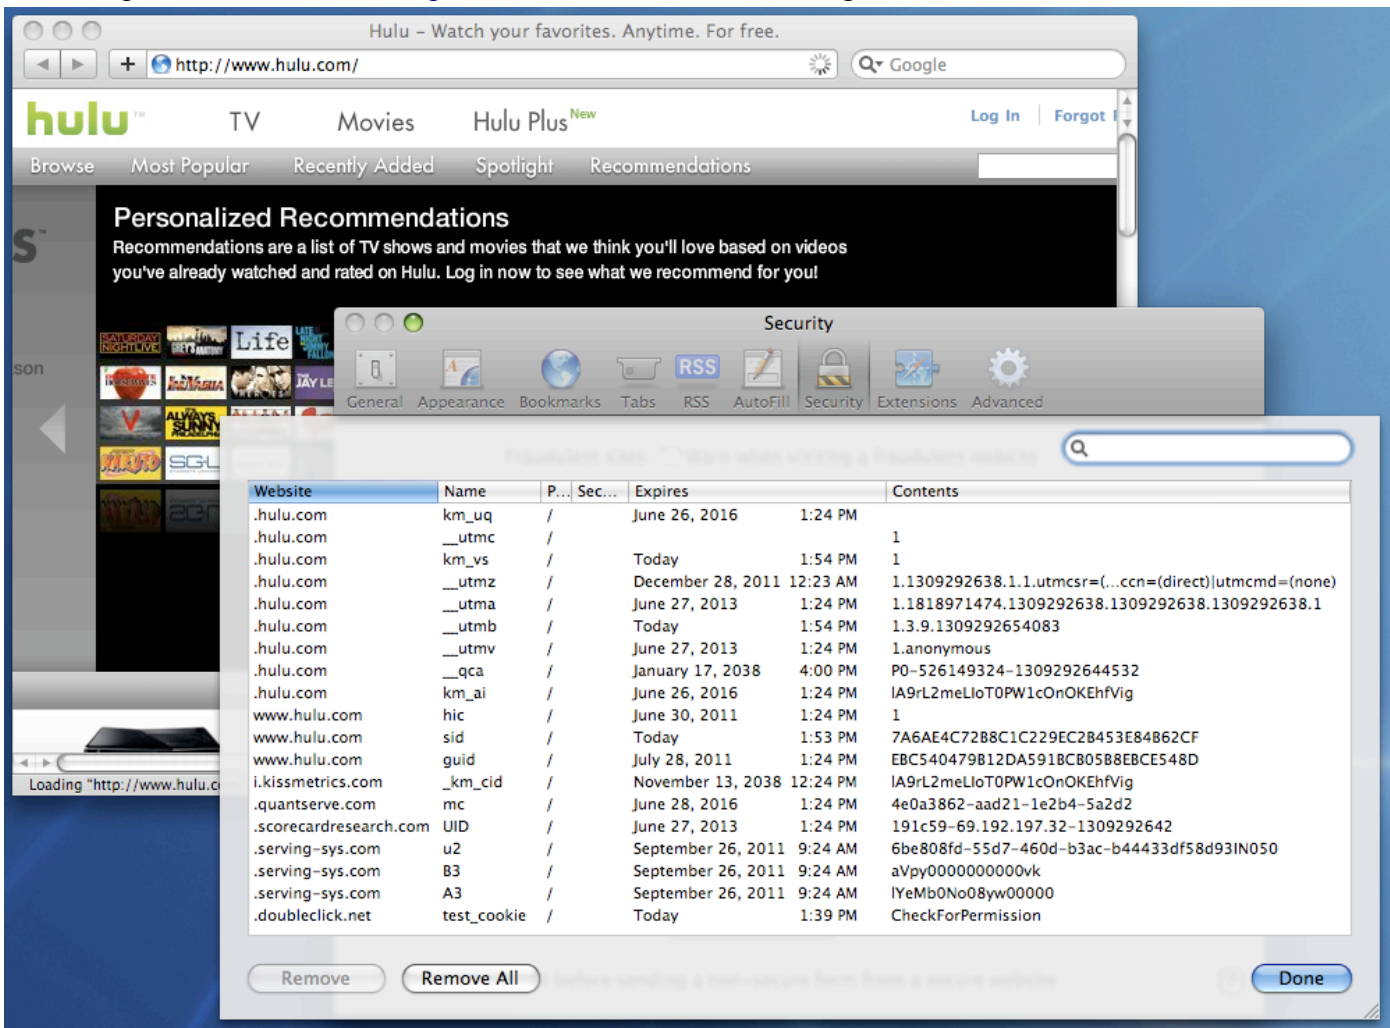 Hulu – Watch your favorites. Anytime. For free.
http://www.hulu.com/
Google
hulu™
TV
Movies
Hulu Plus New
Log In
Forgot
Browse
Most Popular
Recently Added
Spotlight
Recommendations
Personalized Recommendations
Recommendations are a list of TV shows and movies that we think you'll love based on videos
you've already watched and rated on Hulu. Log in now to see what we recommend for you!
son
SATURDAY NIGHT LIVE
GREY'S ANATOMY
Life
InuYasha
HEROES
V
ALWAYS SUNNY
NARUTO
Security
General
Appearance
Bookmarks
Tabs
RSS
RSS
AutoFill
Security
Extensions
Advanced
Website Name P... Sec... Expires Contents
.hulu.com km_uq / June 26, 2016 1:24 PM
.hulu.com __utmc / 1
.hulu.com km_vs / Today 1:54 PM 1
.hulu.com __utmz / December 28, 2011 12:23 AM 1.1309292638.1.1.utmcsr=(...ccn=(direct)|utmcmd=(none)
.hulu.com __utma / June 27, 2013 1:24 PM 1.1818971474.1309292638.1309292638.1309292638.1
.hulu.com __utmb / Today 1:54 PM 1.3.9.1309292654083
.hulu.com __utmv / June 27, 2013 1:24 PM 1.anonymous
.hulu.com __qca / January 17, 2038 4:00 PM P0-526149324-1309292644532
.hulu.com km_ai / June 26, 2016 1:24 PM lA9rL2meLIoT0PW1cOnOKEhfVig
www.hulu.com hic / June 30, 2011 1:24 PM 1
www.hulu.com sid / Today 1:53 PM 7A6AE4C72B8C1C229EC2B453E84B62CF
www.hulu.com guid / July 28, 2011 1:24 PM EBC540479B12DA591BCB05B8EBCE548D
i.kissmetrics.com _km_cid / November 13, 2038 12:24 PM lA9rL2meLIoT0PW1cOnOKEhfVig
.quantserve.com mc / June 28, 2016 1:24 PM 4e0a3862-aad21-1e2b4-5a2d2
.scorecardresearch.com UID / June 27, 2013 1:24 PM 191c59-69.192.197.32-1309292642
.serving-sys.com u2 / September 26, 2011 9:24 AM 6be808fd-55d7-460d-b3ac-b44433df58d93IN050
.serving-sys.com B3 / September 26, 2011 9:24 AM aVpy0000000000vk
.serving-sys.com A3 / September 26, 2011 9:24 AM lYeMb0No08yw00000
.doubleclick.net test_cookie / Today 1:39 PM CheckForPermission
Loading "http://www.hulu.c
Remove
Remove All
Done